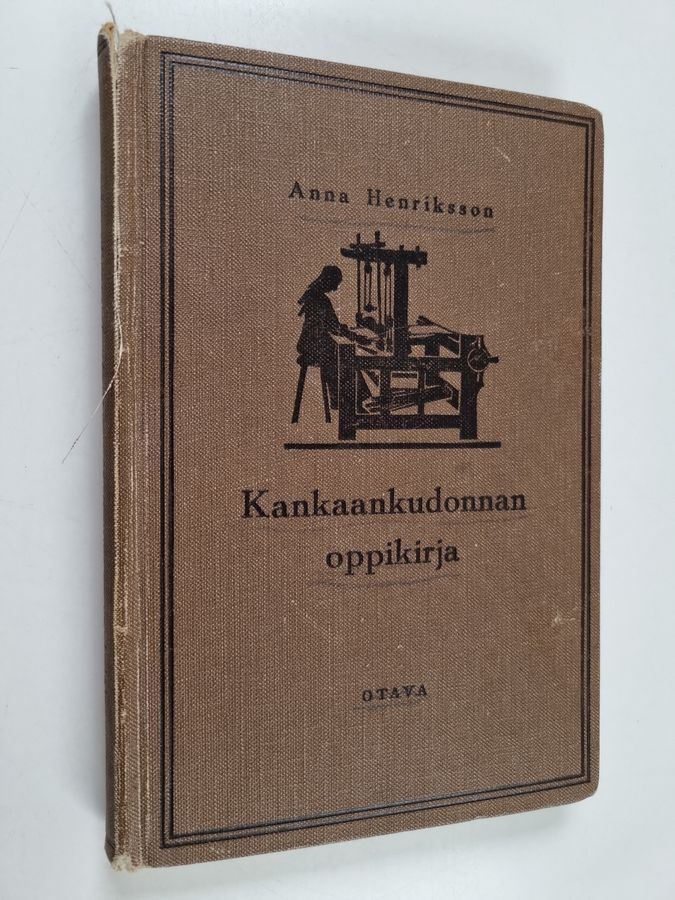 Anna Henriksson
Kankaankudonnan
oppikirja
OTAVA